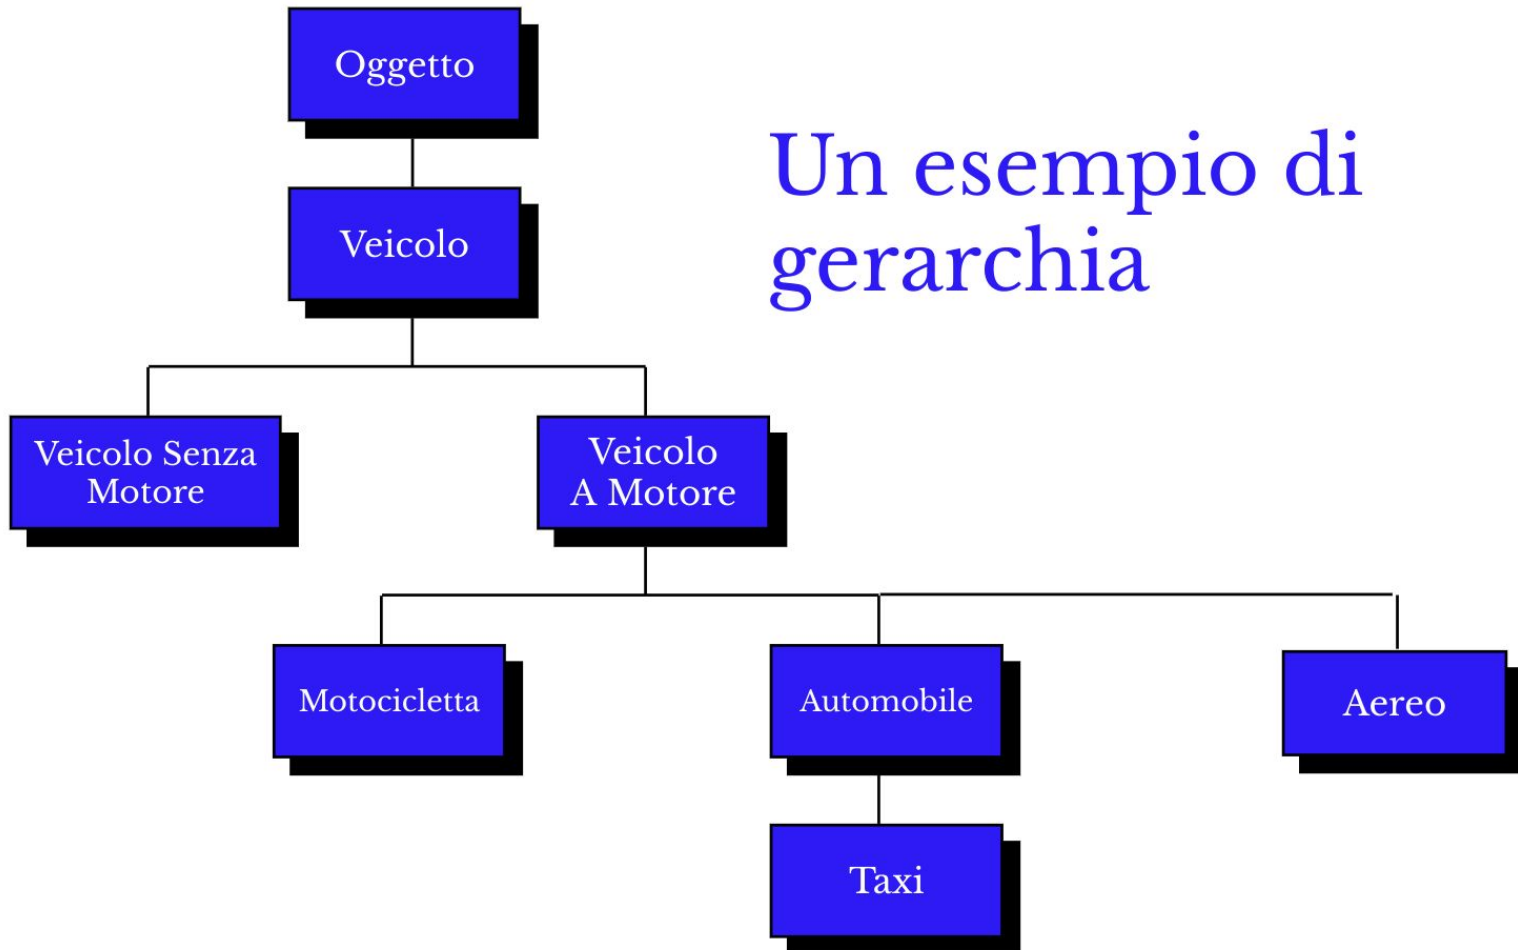 Oggetto
Un esempio di
gerarchia
Veicolo
Veicolo Senza
Motore
Veicolo
A Motore
Motocicletta
Automobile
Aereo
Taxi